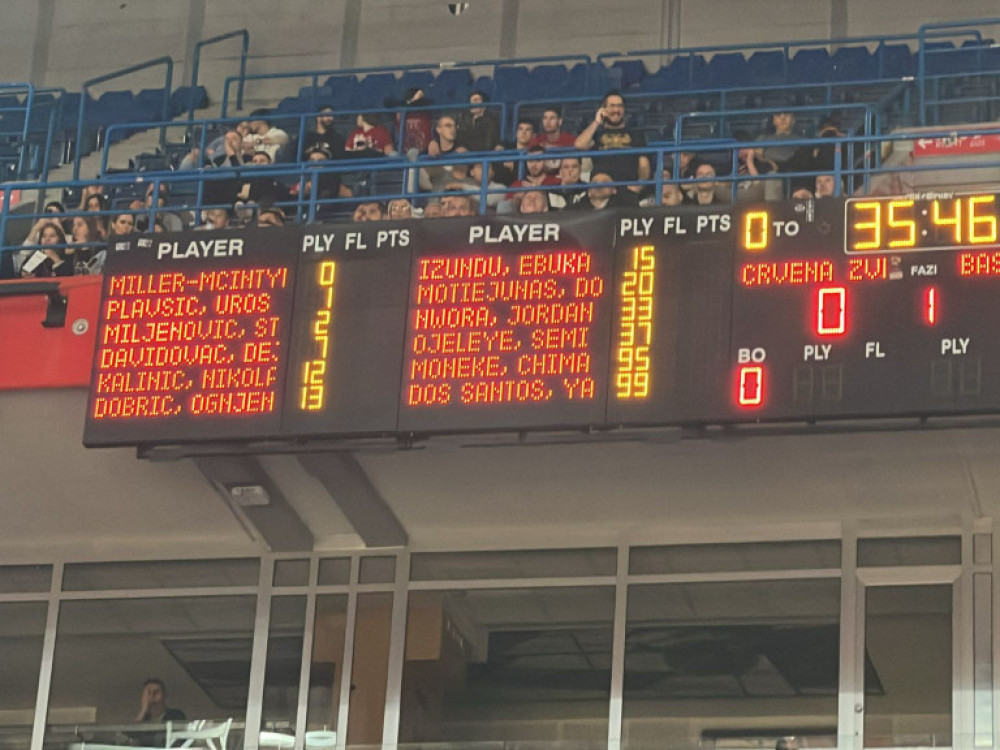 PLAYER PLY FL PTS
MILLER-MCINTYR 0
PLAVSIC, UROS 1
MILJENOVIC, ST 2
DAVIDOVAC, DEJ 7
KALINIC, NIKOLA 12
DOBRIC, OGNJEN 13
PLAYER PLY FL PTS
IZUNDU, EBUKA 15
MOTIEJUNAS, DO 20
NWORA, JORDAN 33
OJELEYE, SEMI 37
MONEKE, CHIMA 95
DOS SANTOS, YA 99
0 TO 35:46
CRVENA ZVI FAZI BAS
0 1
BO PLY FL PLY
0